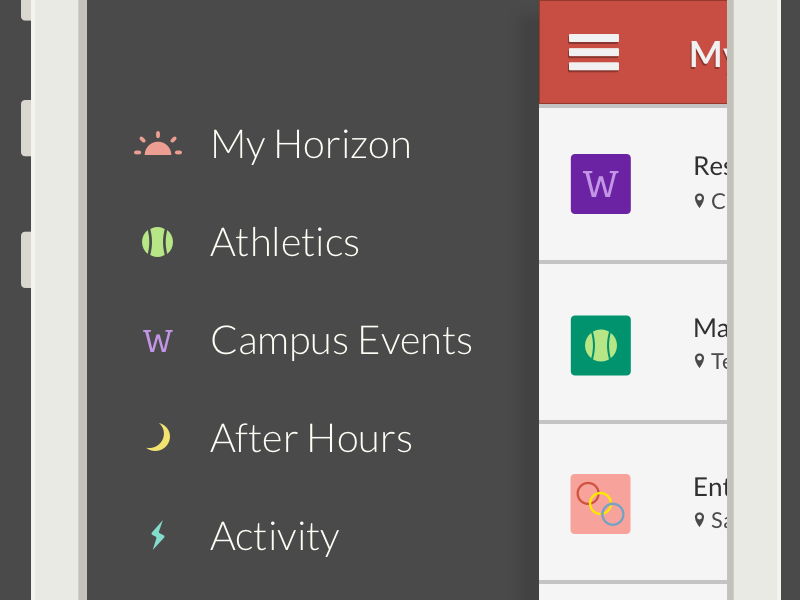 My Horizon
Athletics
W Campus Events
After Hours
Activity
My
W
Res
C
Ma
Te
Ent
Sa